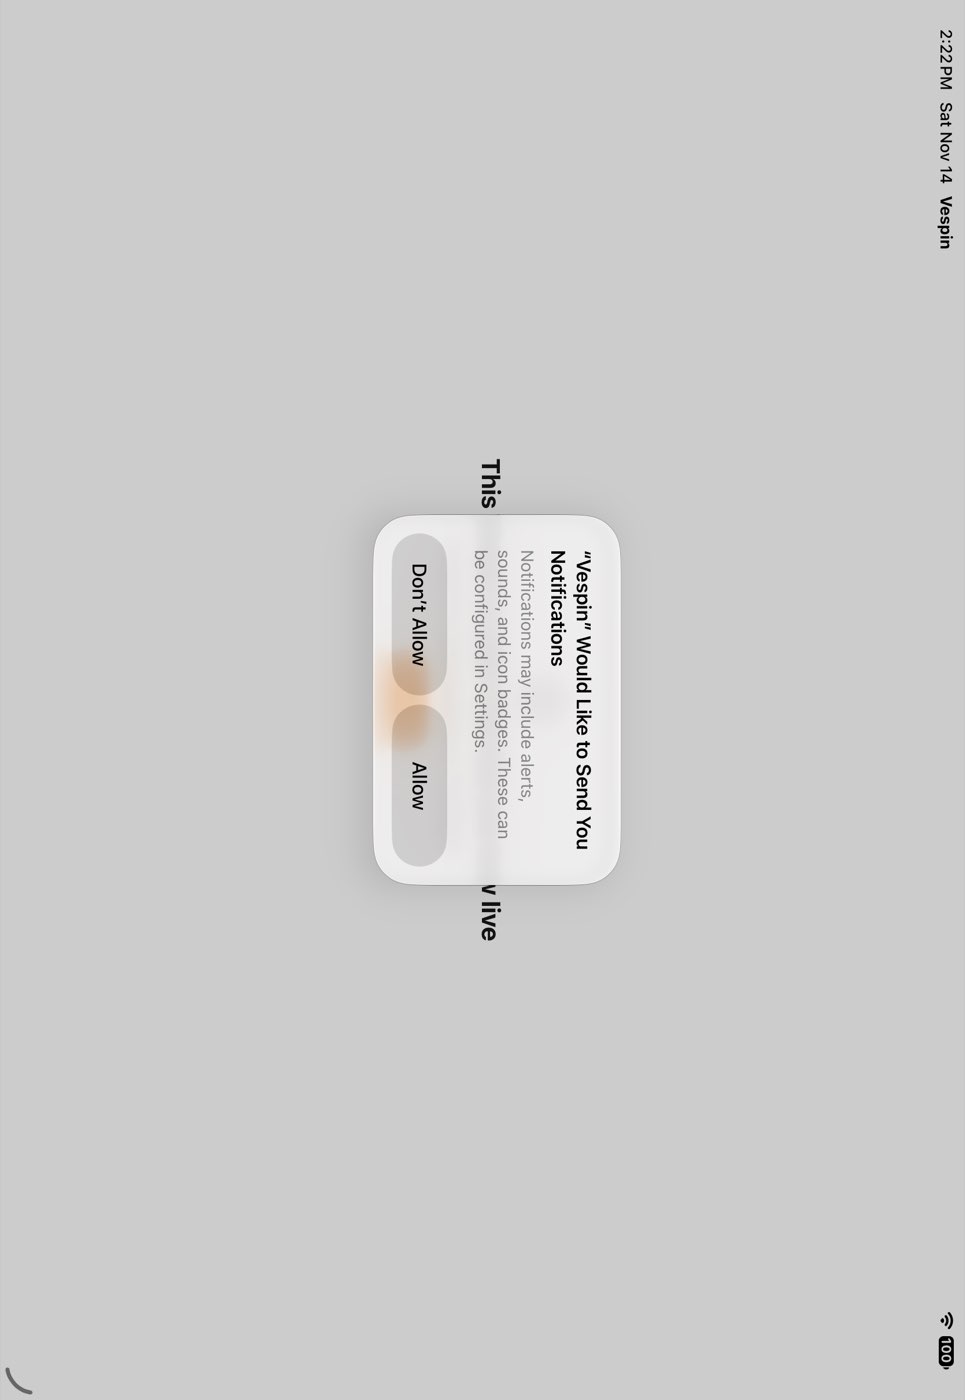 2:22 PM Sat Nov 14 Vespin
100
“Vespin” Would Like to Send You
Notifications
Notifications may include alerts,
sounds, and icon badges. These can
be configured in Settings.
This live
Don’t Allow
Allow